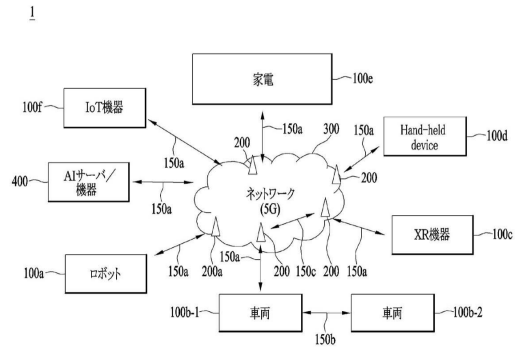 1
家電
100e
IoT機器
100f
150a
200
150a
300
150a
Hand-held
device
100d
400
AIサーバ/
機器
150a
200
ネットワーク
(5G)
100a
ロボット
150a
200a
150a
200
150c
200
150a
XR機器
100c
100b-1
車両
150b
車両
100b-2